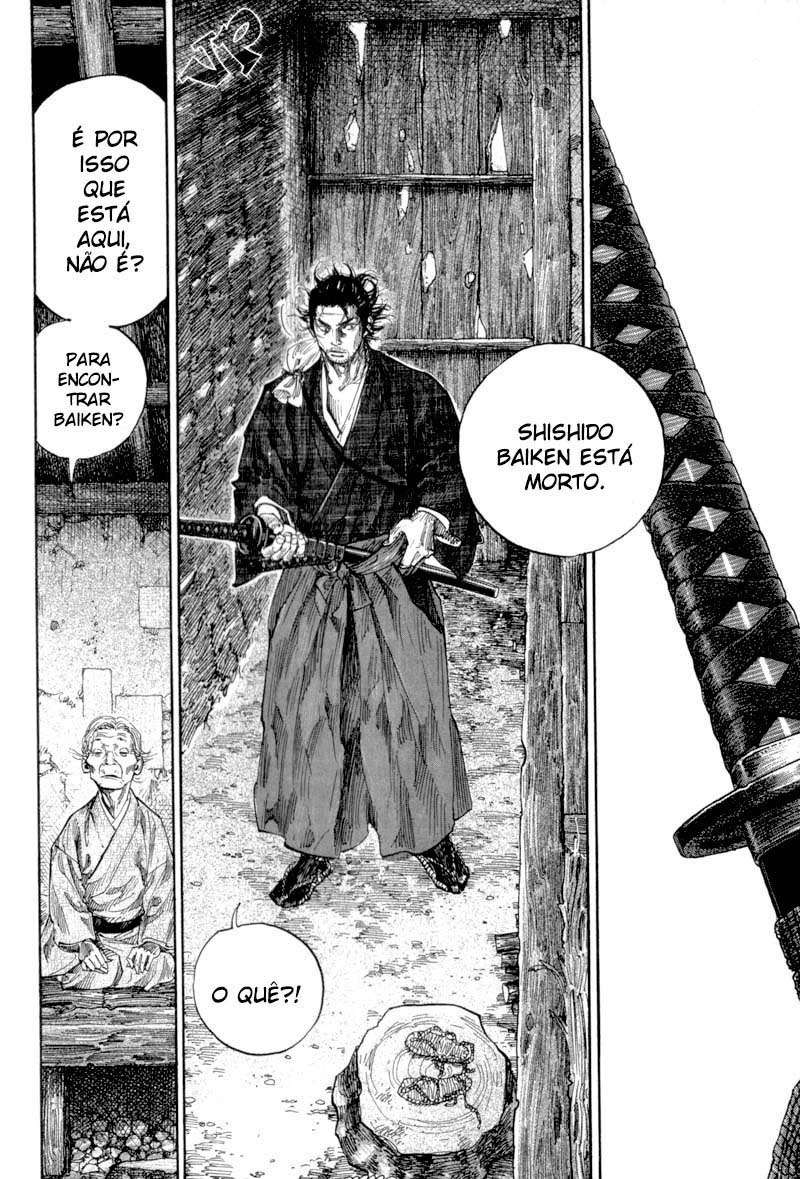 SHISHIDO
BAIKEN ESTÁ
MORTO.
O QUÊ?!
É POR
ISSO
QUE
ESTÁ
AQUI,
NÃO É?
PARA
ENCON-
TRAR
BAIKEN?